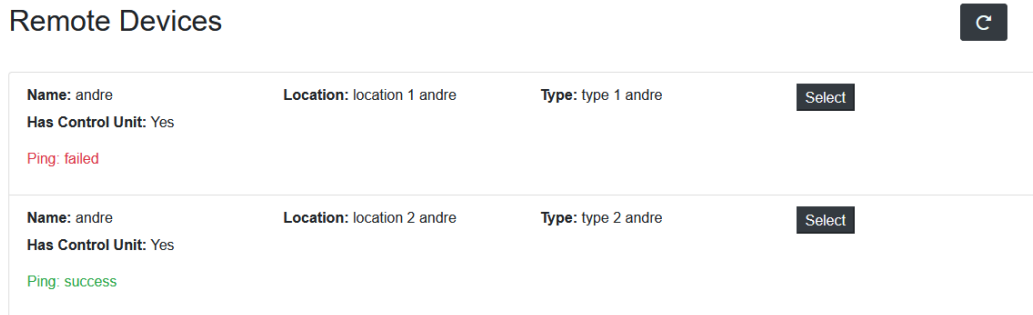 Remote Devices
Name: andre Location: location 1 andre Type: type 1 andre Select
Has Control Unit: Yes
Ping: failed
Name: andre Location: location 2 andre Type: type 2 andre Select
Has Control Unit: Yes
Ping: success